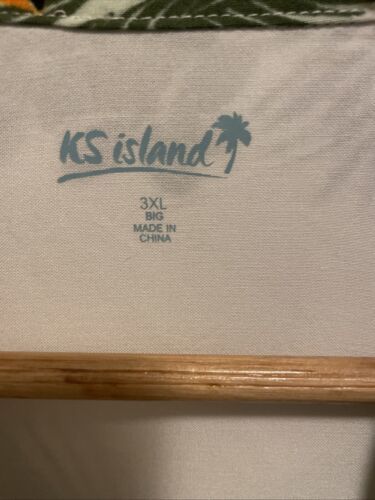 KS island
3XL
BIG
MADE IN
CHINA